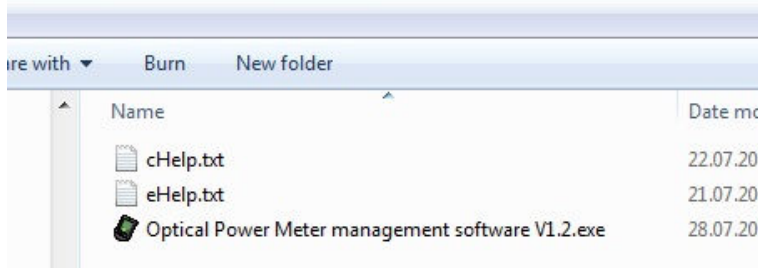 are with Burn New folder
Name Date mo
cHelp.txt 22.07.20
eHelp.txt 21.07.20
Optical Power Meter management software V1.2.exe 28.07.20